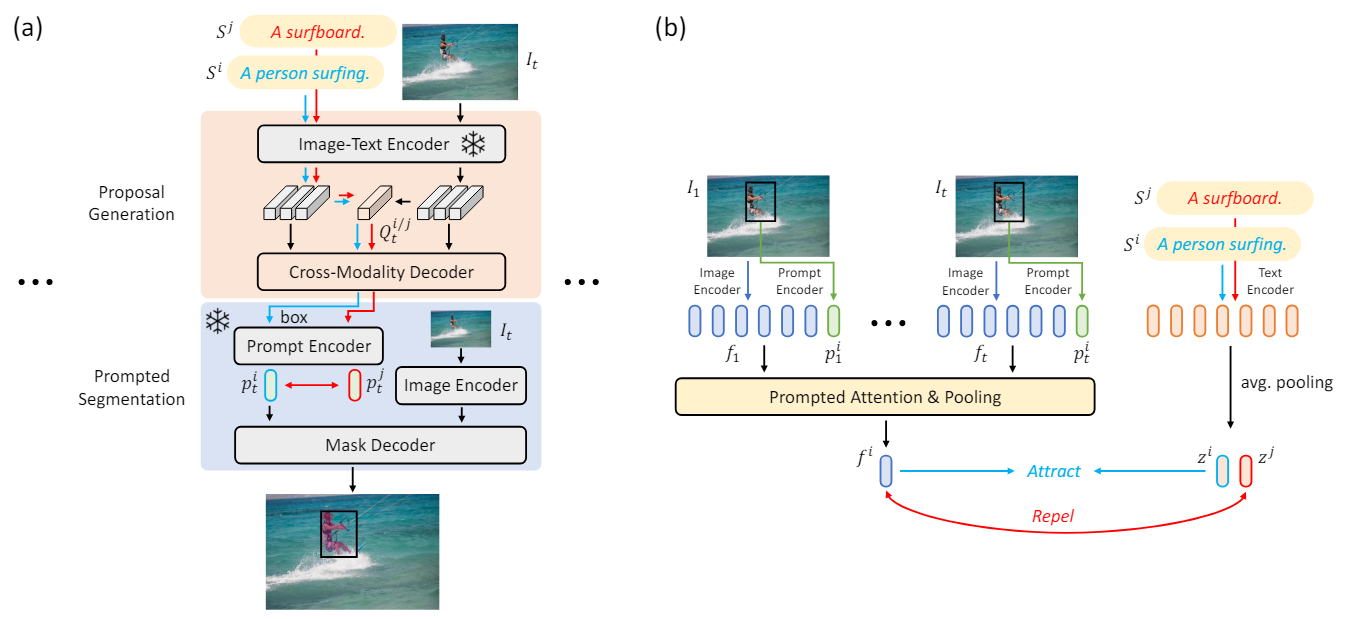 (a)
S^j A surfboard.
S^i A person surfing.
I_t
Image-Text Encoder
Proposal
Generation
Q_t^{i/j}
Cross-Modality Decoder
...
...
box
I_t
Prompt Encoder
Prompted
Segmentation
p_t^i
p_t^j
Image Encoder
Mask Decoder
(b)
I_1
I_t
S^j A surfboard.
S^i A person surfing.
Image
Encoder
Prompt
Encoder
Image
Encoder
Prompt
Encoder
Text
Encoder
...
f_1
p_1^i
f_t
p_t^i
Prompted Attention & Pooling
avg. pooling
f^i
Attract
z^i
z^j
Repel